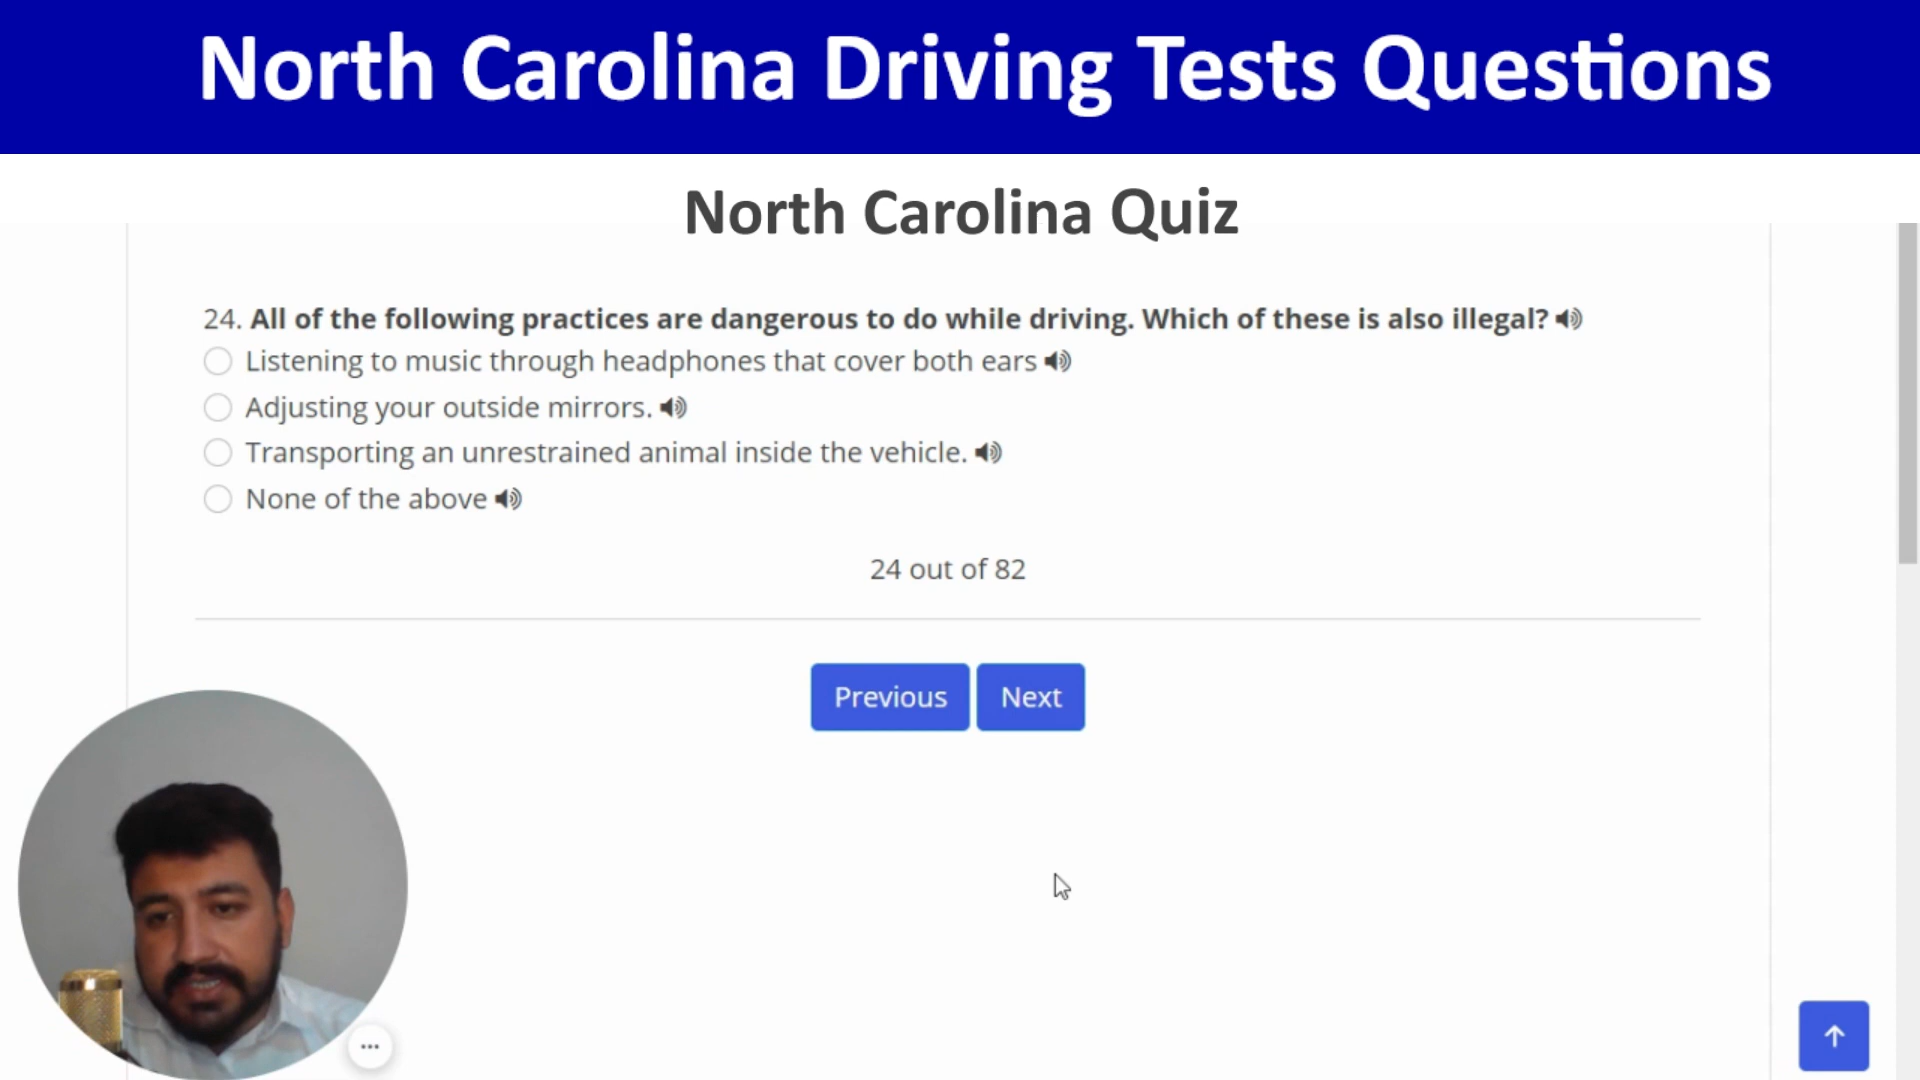 North Carolina Driving Tests Questions
North Carolina Quiz
24. All of the following practices are dangerous to do while driving. Which of these is also illegal?
Listening to music through headphones that cover both ears
Adjusting your outside mirrors.
Transporting an unrestrained animal inside the vehicle.
None of the above
24 out of 82
Previous
Next